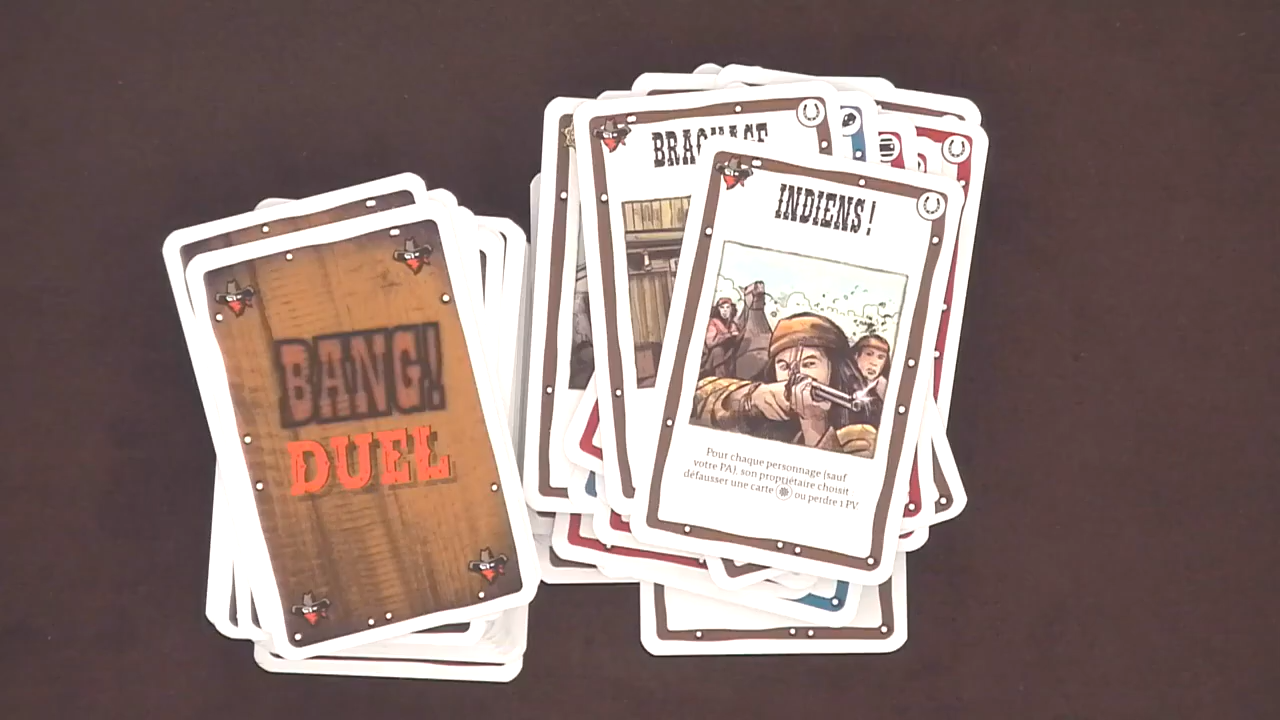 BANG!
DUEL
BRAQUAGE
INDIENS!
Pour chaque personnage (sauf
votre PA), son propriétaire choisit
défausser une carte ou perdre 1 PV